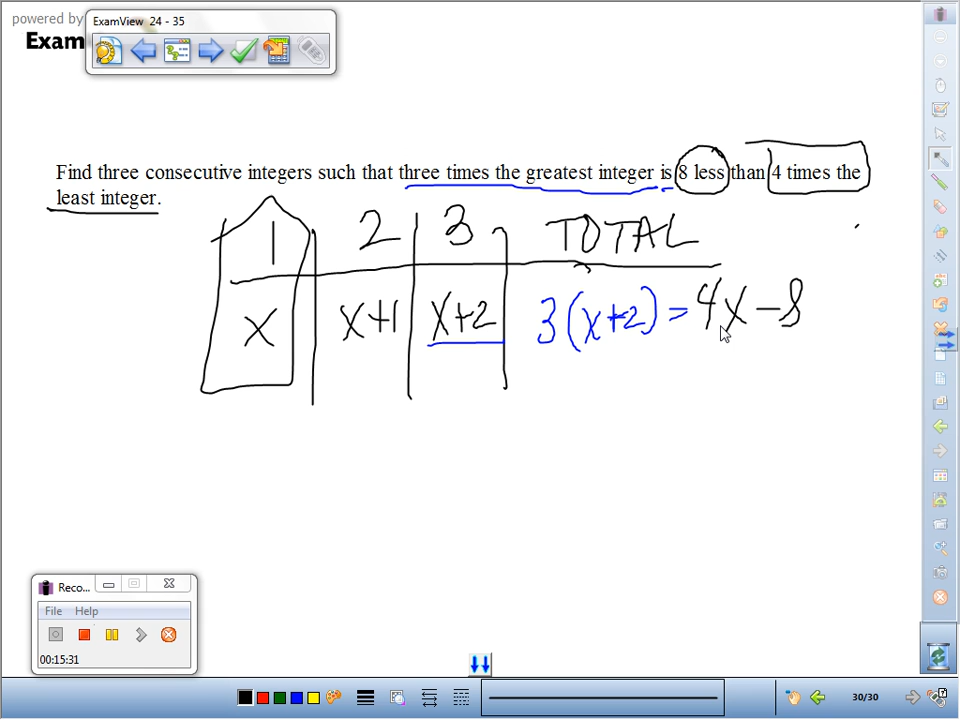 powered by
Exam
ExamView 24 - 35
Find three consecutive integers such that three times the greatest integer is 8 less than 4 times the
least integer.
1 2 3 TOTAL
x x+1 x+2 3(x+2) = 4x - 8
Reco...
File Help
00:15:31
30/30